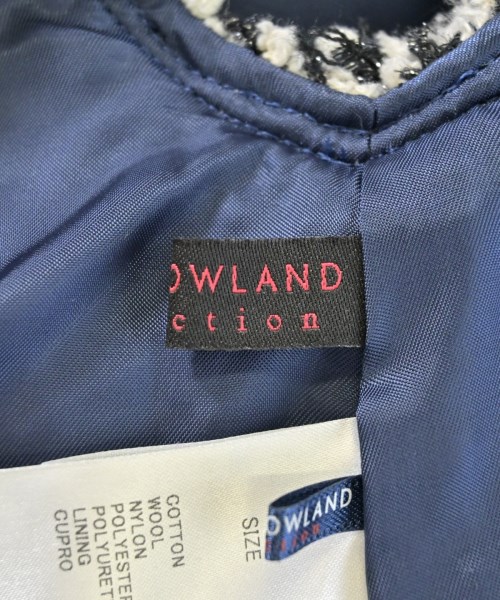 OWLAND
ction
OWLAND
SIZE
COTTON
WOOL
NYLON
POLYESTER
POLYURET
LINING
CUPRO